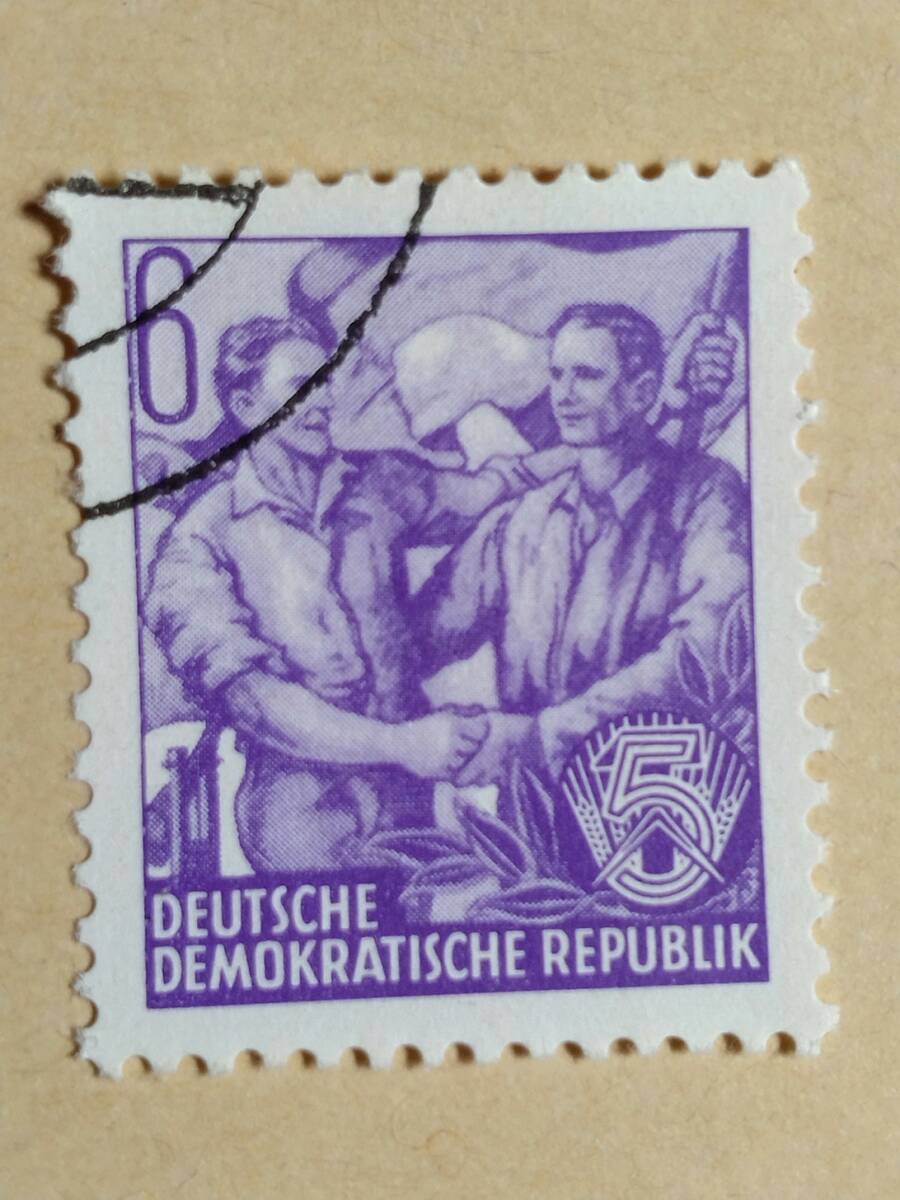 6
5
DEUTSCHE
DEMOKRATISCHE REPUBLIK